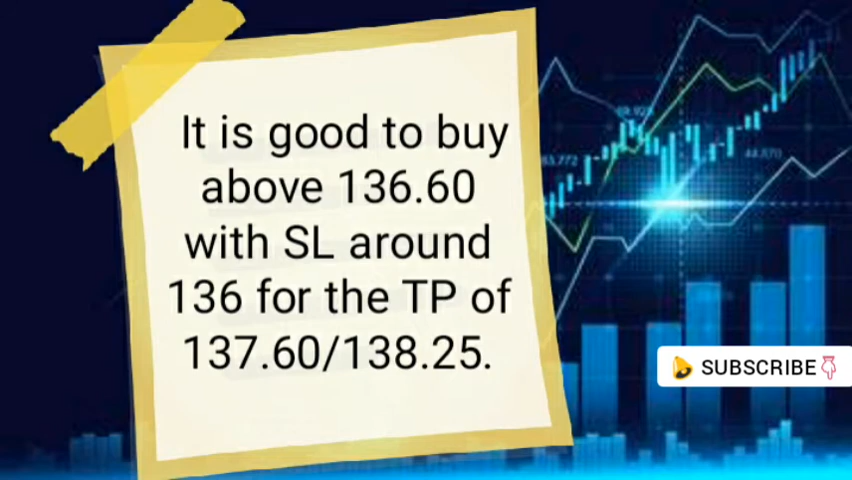 It is good to buy
above 136.60
with SL around
136 for the TP of
137.60/138.25.
SUBSCRIBE